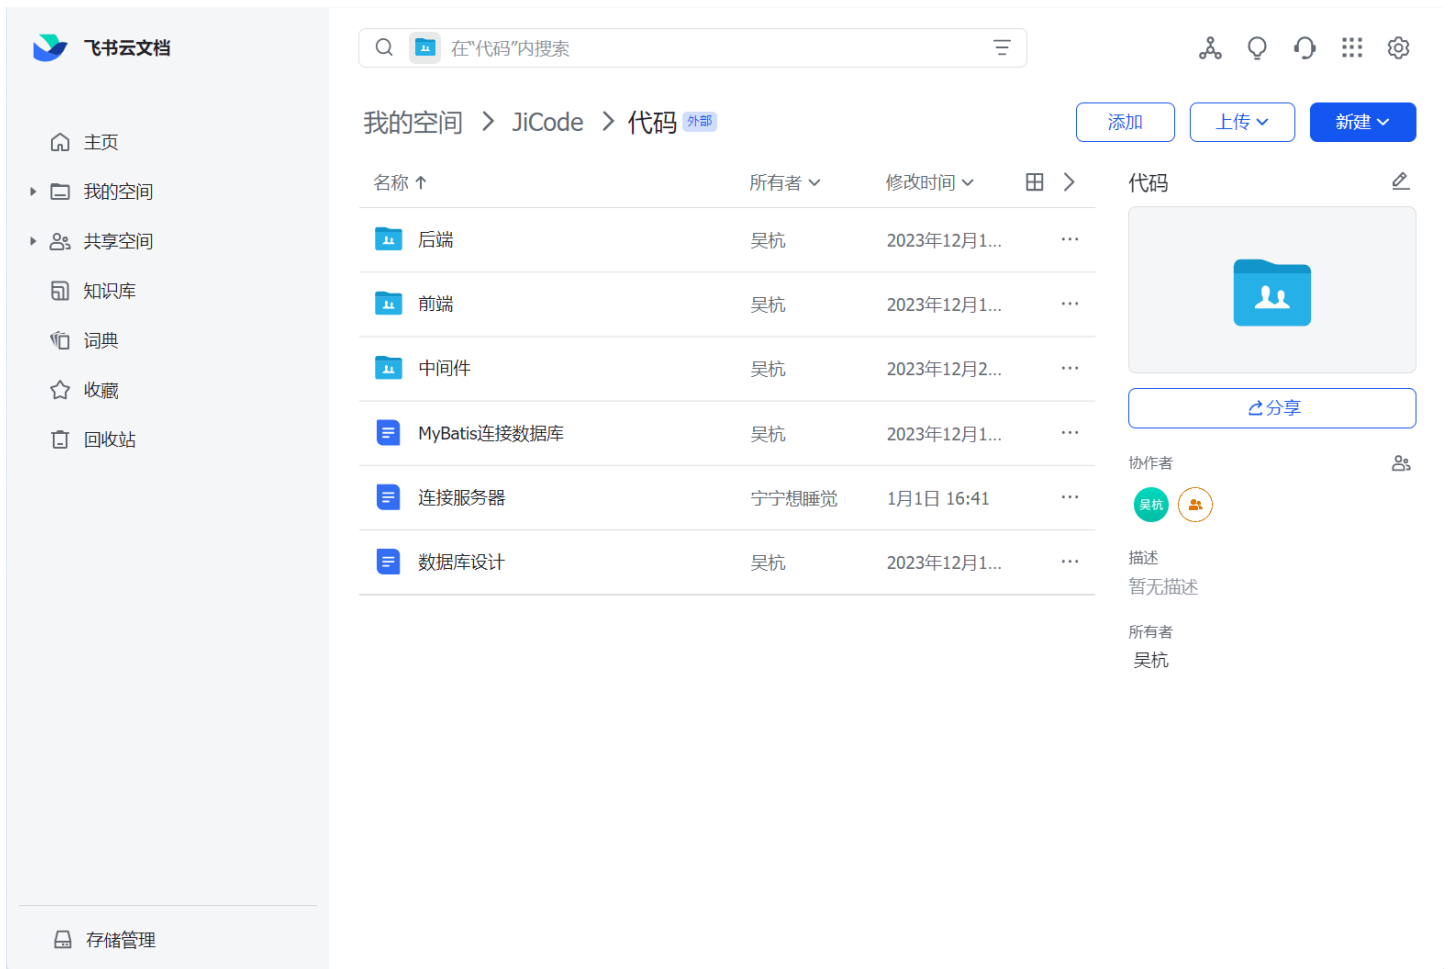 飞书云文档
在“代码”内搜索
主页
我的空间
共享空间
知识库
词典
收藏
回收站
存储管理
我的空间 > JiCode > 代码 外部
添加 上传 新建
名称 所有者 修改时间
后端 吴杭 2023年12月1...
前端 吴杭 2023年12月1...
中间件 吴杭 2023年12月2...
MyBatis连接数据库 吴杭 2023年12月1...
连接服务器 宁宁想睡觉 1月1日 16:41
数据库设计 吴杭 2023年12月1...
代码
分享
协作者
吴杭
描述
暂无描述
所有者
吴杭